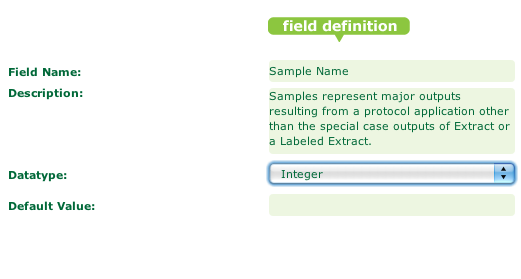 field definition
Field Name: Sample Name
Description: Samples represent major outputs
resulting from a protocol application other
than the special case outputs of Extract or
a Labeled Extract.
Datatype: Integer
Default Value: